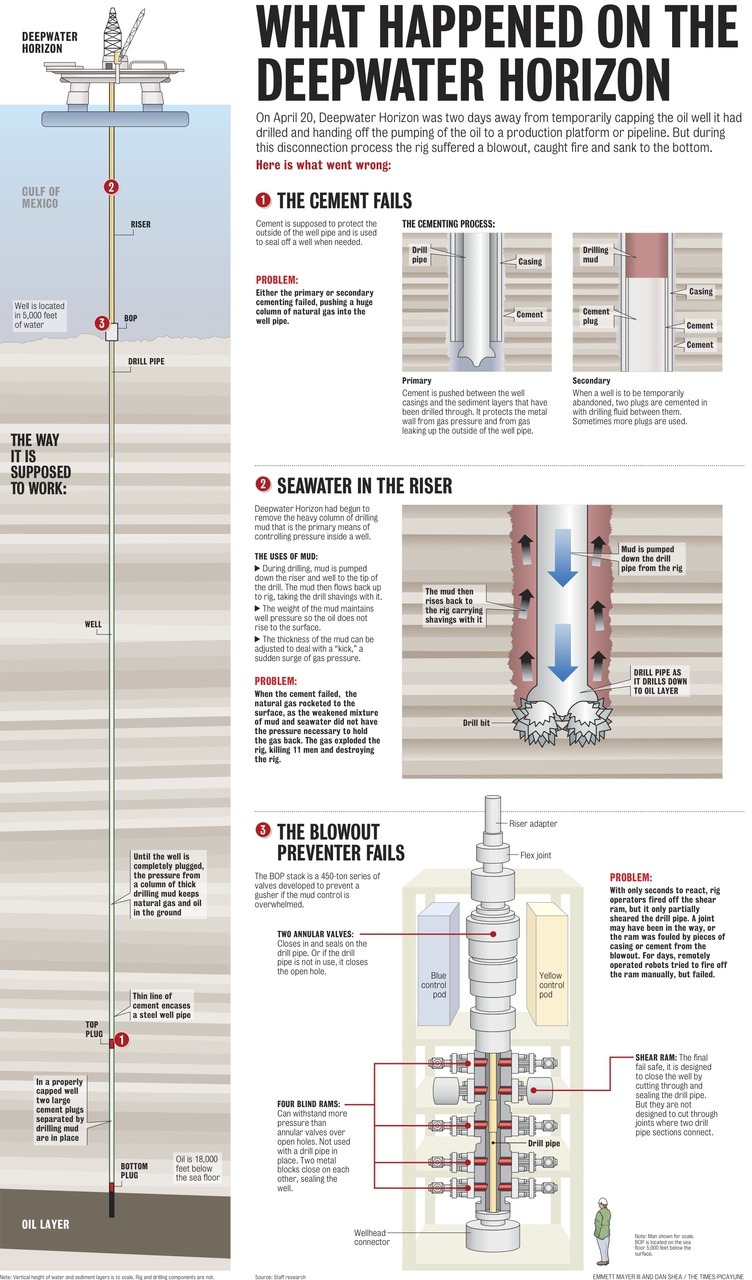 DEEPWATER
HORIZON
GULF OF
MEXICO
2
RISER
Well is located
in 5,000 feet
of water
3
BOP
DRILL PIPE
THE WAY
IT IS
SUPPOSED
TO WORK:
WELL
Until the well is
completely plugged,
the pressure from
a column of thick
drilling mud keeps
natural gas and oil
in the ground
Thin line of
cement encases
a steel well pipe
TOP
PLUG
1
In a properly
capped well
two large
cement plugs
separated by
drilling mud
are in place
Oil is 18,000
feet below
the sea floor
BOTTOM
PLUG
OIL LAYER
Note: Vertical height of water and sediment layers is to scale. Rig and drilling components are not.
WHAT HAPPENED ON THE
DEEPWATER HORIZON
On April 20, Deepwater Horizon was two days away from temporarily capping the oil well it had
drilled and handing off the pumping of the oil to a production platform or pipeline. But during
this disconnection process the rig suffered a blowout, caught fire and sank to the bottom.
Here is what went wrong:
1 THE CEMENT FAILS
Cement is supposed to protect the
outside of the well pipe and is used
to seal off a well when needed.
PROBLEM:
Either the primary or secondary
cementing failed, pushing a huge
column of natural gas into the
well pipe.
THE CEMENTING PROCESS:
Drill
pipe
Casing
Cement
Primary
Cement is pushed between the well
casings and the sediment layers that have
been drilled through. It protects the metal
wall from gas pressure and from gas
leaking up the outside of the well pipe.
Drilling
mud
Casing
Cement
plug
Cement
Cement
Secondary
When a well is to be temporarily
abandoned, two plugs are cemented in
with drilling fluid between them.
Sometimes more plugs are used.
2 SEAWATER IN THE RISER
Deepwater Horizon had begun to
remove the heavy column of drilling
mud that is the primary means of
controlling pressure inside a well.
THE USES OF MUD:
▶ During drilling, mud is pumped
down the riser and well to the tip of
the drill. The mud then flows back up
to rig, taking the drill shavings with it.
▶ The weight of the mud maintains
well pressure so the oil does not
rise to the surface.
▶ The thickness of the mud can be
adjusted to deal with a “kick,” a
sudden surge of gas pressure.
PROBLEM:
When the cement failed, the
natural gas rocketed to the
surface, as the weakened mixture
of mud and seawater did not have
the pressure necessary to hold
the gas back. The gas exploded the
rig, killing 11 men and destroying
the rig.
Mud is pumped
down the drill
pipe from the rig
The mud then
rises back to
the rig carrying
shavings with it
DRILL PIPE AS
IT DRILLS DOWN
TO OIL LAYER
Drill bit
3 THE BLOWOUT
PREVENTER FAILS
The BOP stack is a 450-ton series of
valves developed to prevent a
gusher if the mud control is
overwhelmed.
Riser adapter
Flex joint
TWO ANNULAR VALVES:
Closes in and seals on the
drill pipe. Or if the drill
pipe is not in use, it closes
the open hole.
Blue
control
pod
Yellow
control
pod
PROBLEM:
With only seconds to react, rig
operators fired off the shear
ram, but it only partially
sheared the drill pipe. A joint
may have been in the way, or
the ram was fouled by pieces of
casing or cement from the
blowout. For days, remotely
operated robots tried to fire off
the ram manually, but failed.
FOUR BLIND RAMS:
Can withstand more
pressure than
annular valves over
open holes. Not used
with a drill pipe in
place. Two metal
blocks close on each
other, sealing the
well.
SHEAR RAM: The final
fail safe, it is designed
to close the well by
cutting through and
sealing the drill pipe.
But they are not
designed to cut through
joints where two drill
pipe sections connect.
Drill pipe
Wellhead
connector
Note: Man shown for scale.
BOP is located on the sea
floor 5,000 feet below the
surface.
Source: Staff research
EMMETT MAYER III AND DAN SHEA / THE TIMES-PICAYUNE